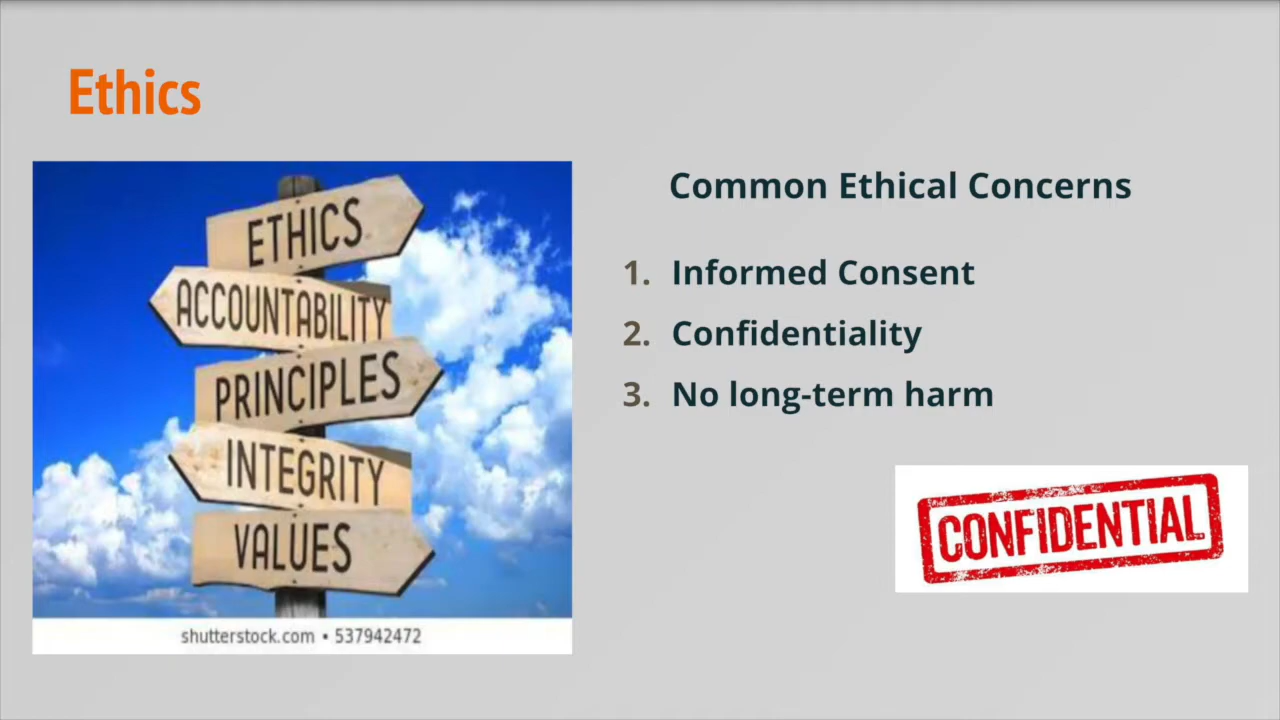 Ethics
ETHICS
ACCOUNTABILITY
PRINCIPLES
INTEGRITY
VALUES
shutterstock.com • 537942472
Common Ethical Concerns
1. Informed Consent
2. Confidentiality
3. No long-term harm
CONFIDENTIAL